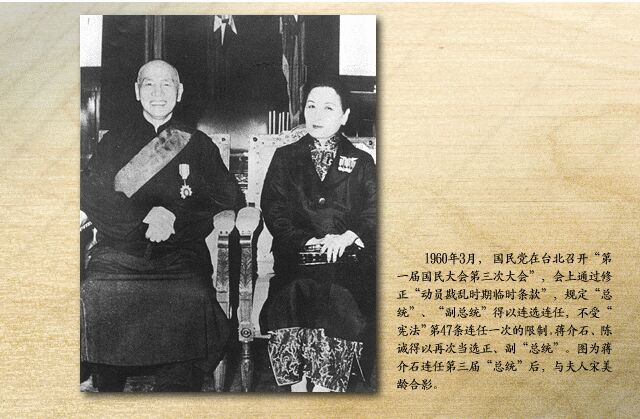 1960年3月，国民党在台北召开“第
一届国民大会第三次大会”，会上通过修
正“动员戡乱时期临时条款”，规定“总
统”、“副总统”得以连选连任，不受“
宪法”第47条连任一次的限制。蒋介石、陈
诚得以再次当选正、副“总统”。图为蒋
介石连任第三届“总统”后，与夫人宋美
龄合影。